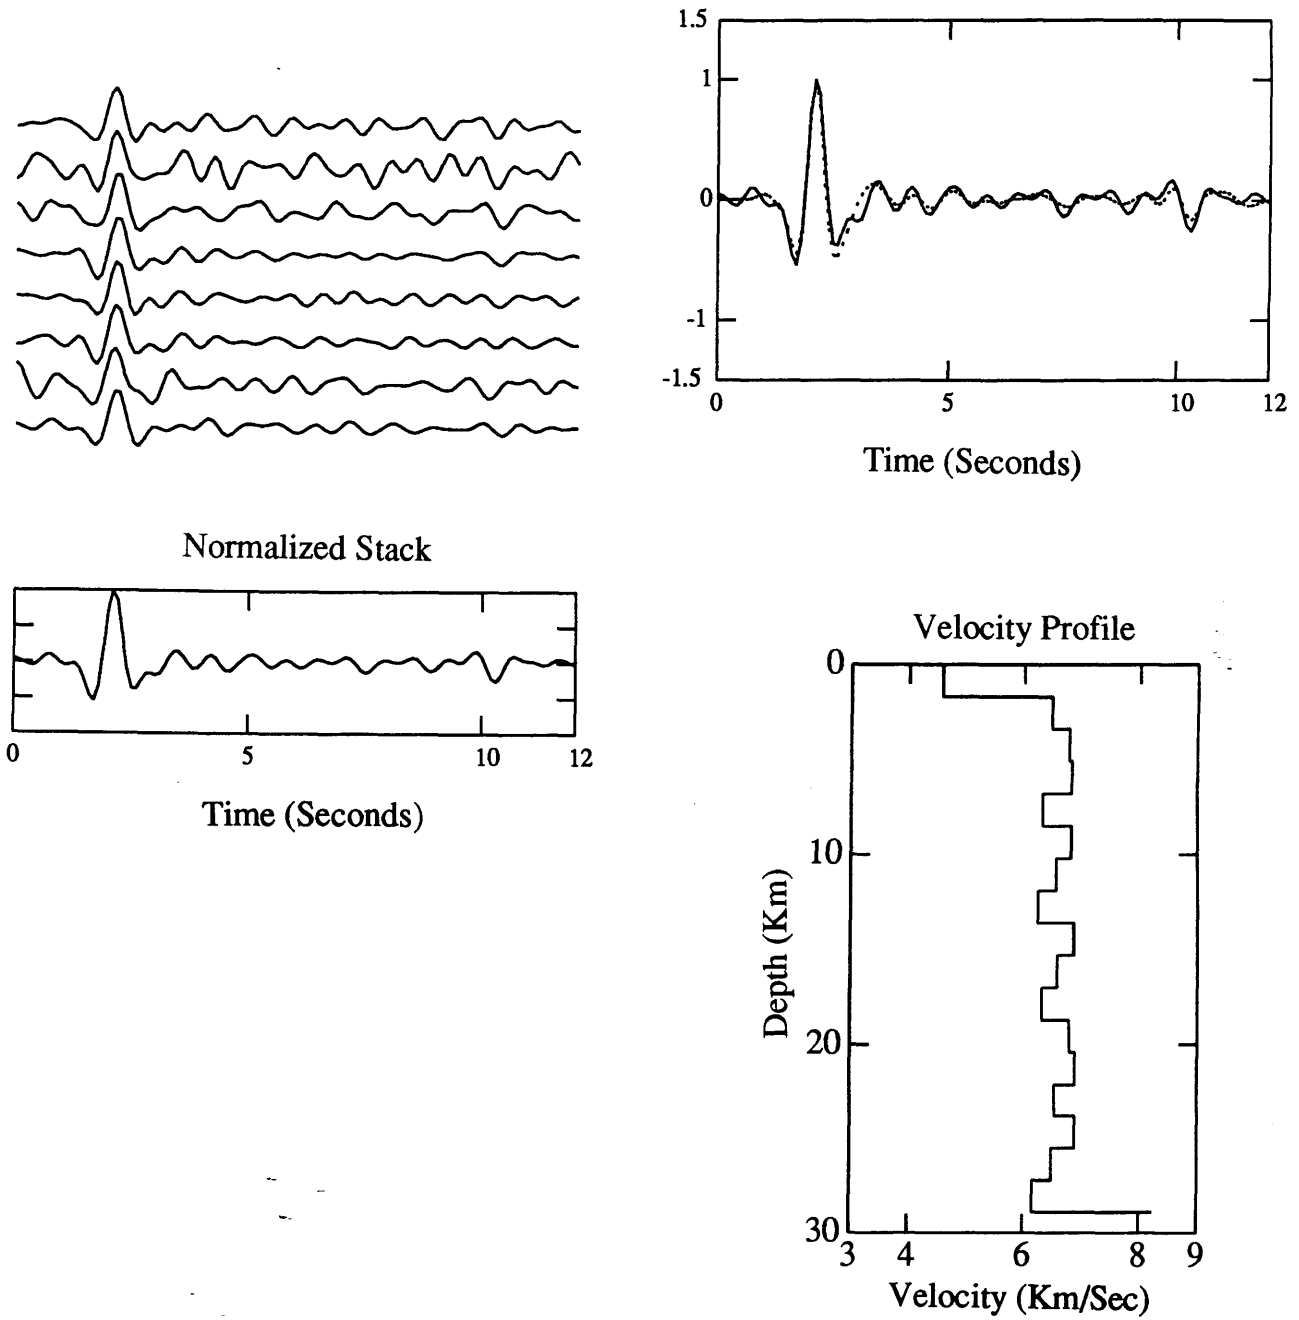 1.5
1
0
-1
-1.5
0 5 10 12
Time (Seconds)
Normalized Stack
0 5 10 12
Time (Seconds)
Velocity Profile
0
10
20
30
Depth (Km)
3 4 6 8 9
Velocity (Km/Sec)